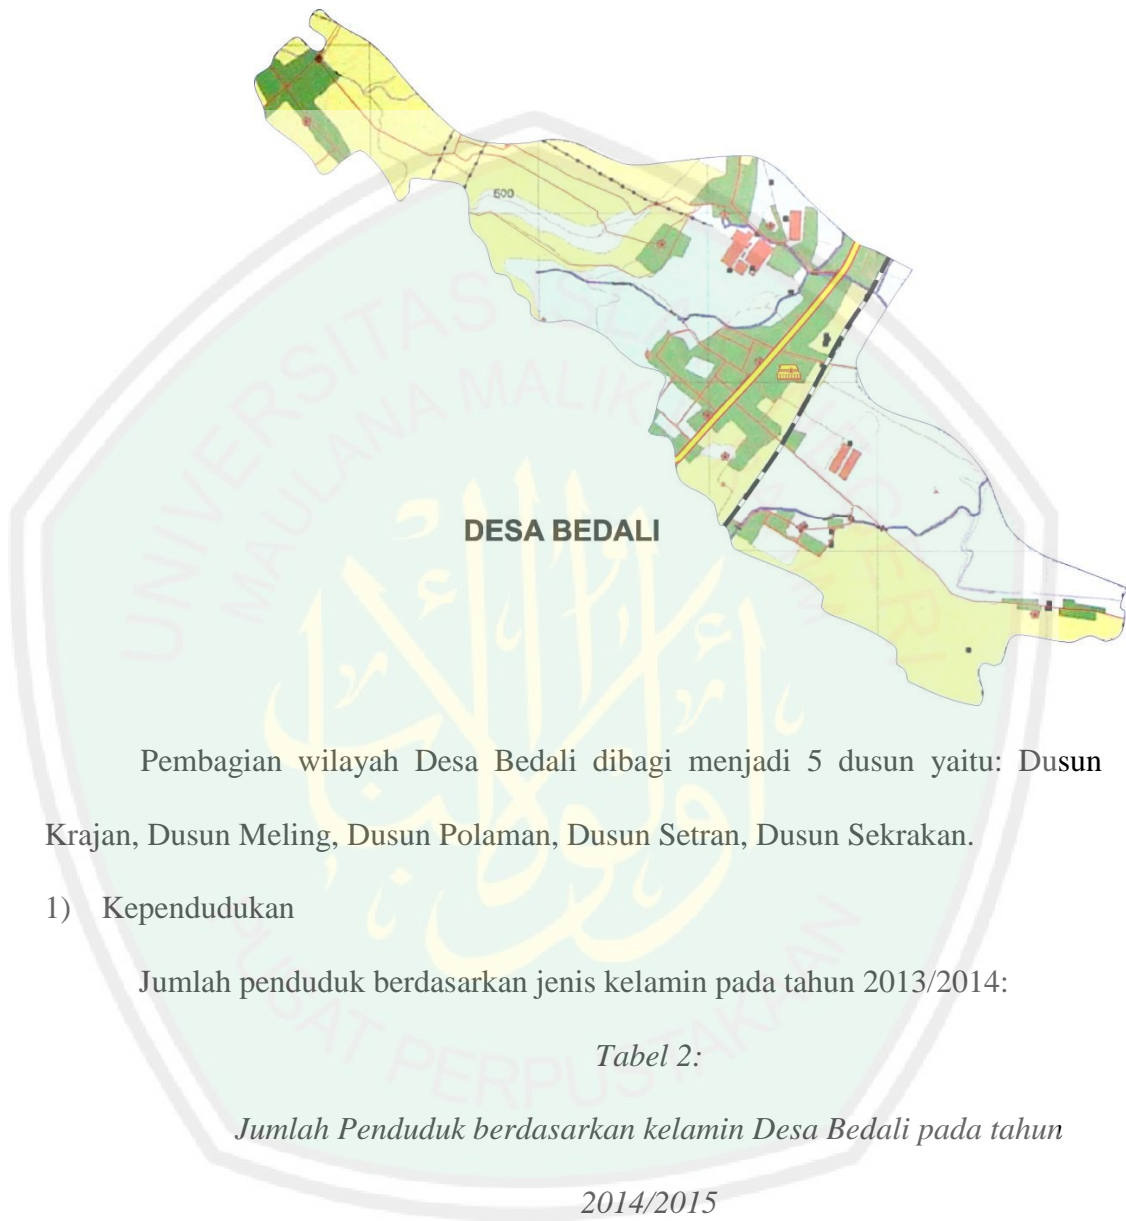 500
DESA BEDALI
Pembagian wilayah Desa Bedali dibagi menjadi 5 dusun yaitu: Dusun
Krajan, Dusun Meling, Dusun Polaman, Dusun Setran, Dusun Sekrakan.
1) Kependudukan
Jumlah penduduk berdasarkan jenis kelamin pada tahun 2013/2014:
Tabel 2:
Jumlah Penduduk berdasarkan kelamin Desa Bedali pada tahun
2014/2015
PUSAT PERPUSTAKAAN